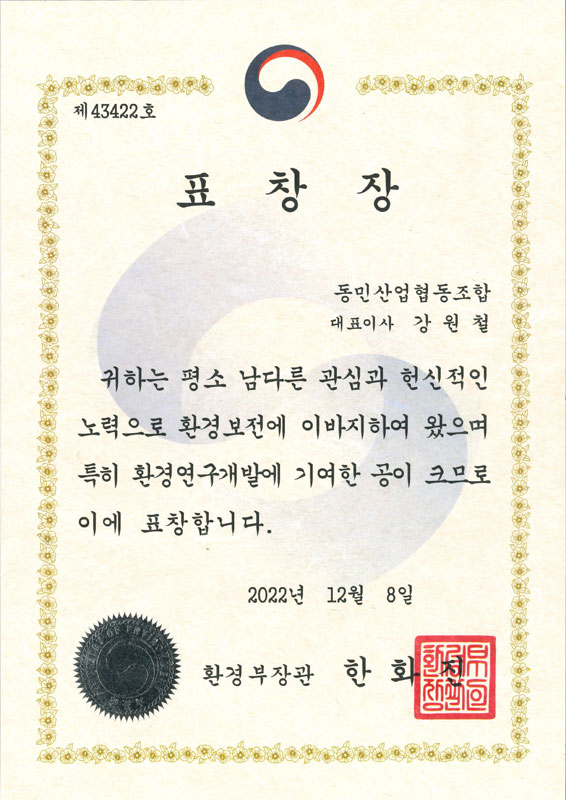 제43422호
표 창 장
동민산업협동조합
대표이사 강 원 철
귀하는 평소 남다른 관심과 헌신적인
노력으로 환경보전에 이바지하여 왔으며
특히 환경연구개발에 기여한 공이 크므로
이에 표창합니다.
2022년 12월 8일
환경부장관 한 화 진